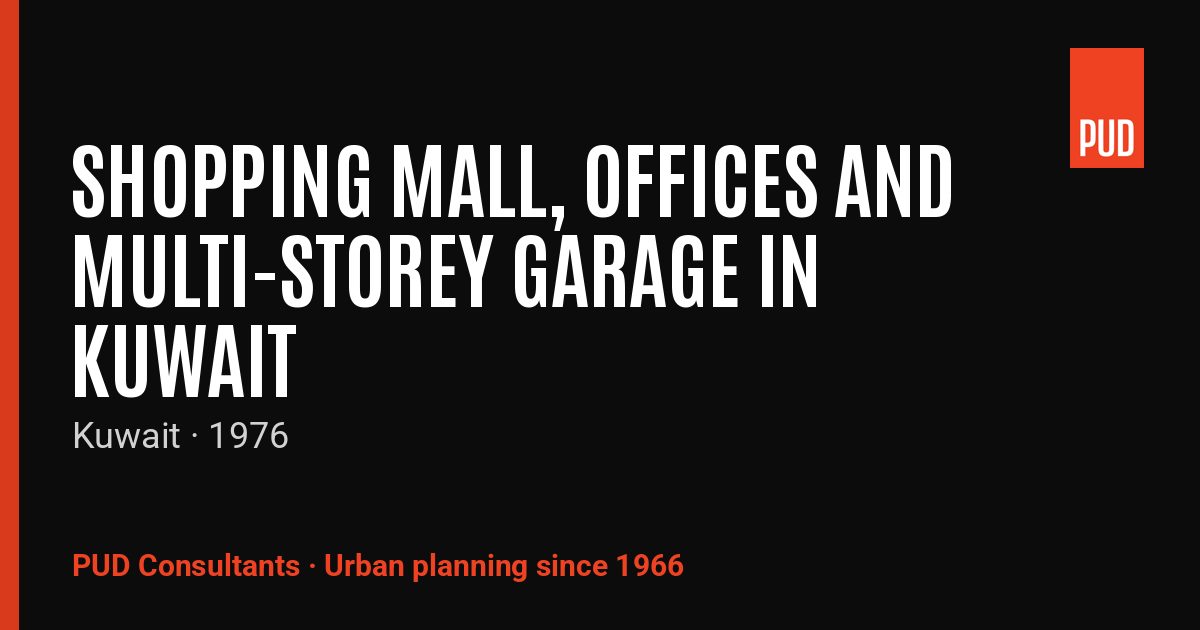 PUD
SHOPPING MALL, OFFICES AND
MULTI-STOREY GARAGE IN
KUWAIT
Kuwait · 1976
PUD Consultants · Urban planning since 1966